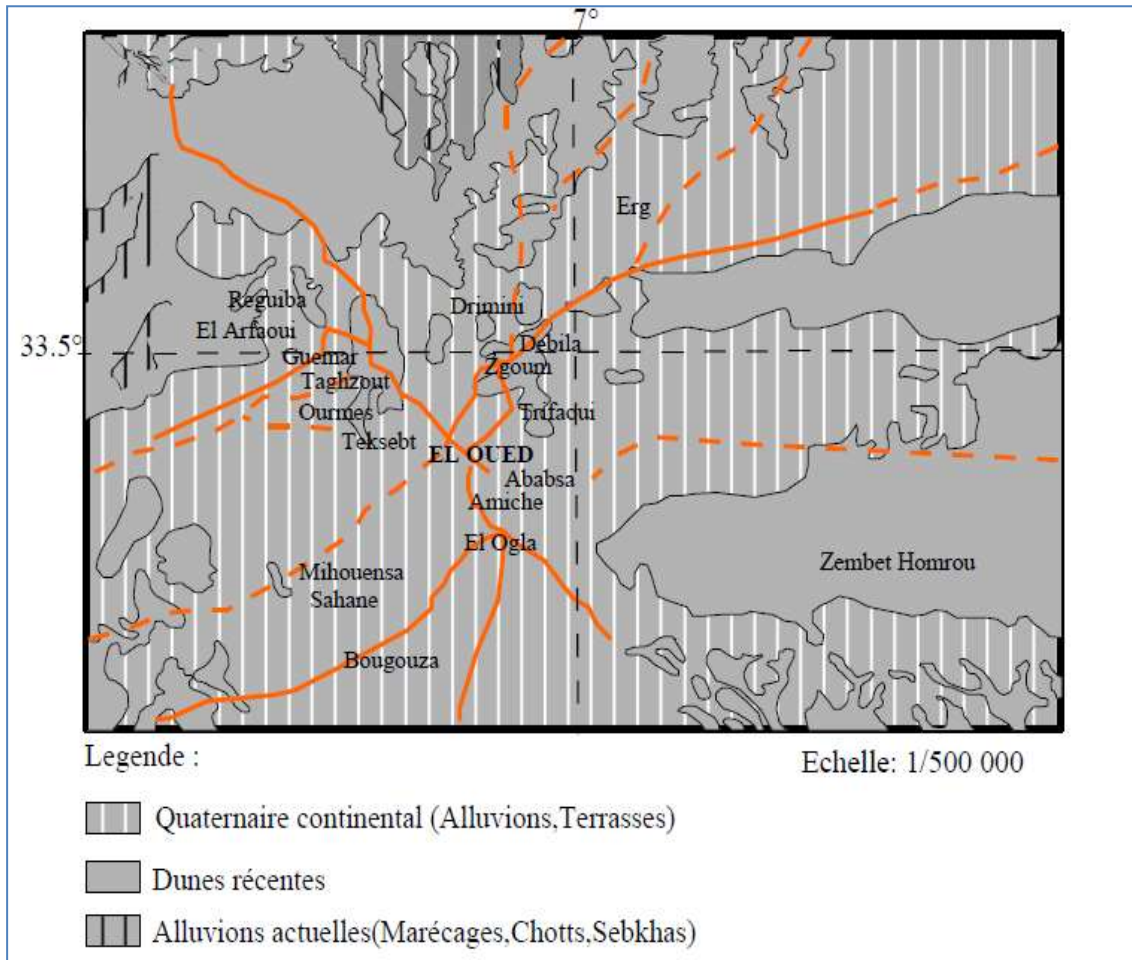 7°
Erg
Reguiba
Drimini
El Arfaoui
33.5°
Debila
Guemar
Zgoum
Taghzout
Ourmes
Trifaoui
Teksebt
EL OUED
Ababsa
Amiche
El Ogla
Zembet Homrou
Mihouensa
Sahane
Bougouza
Legende :
Echelle: 1/500 000
Quaternaire continental (Alluvions,Terrasses)
Dunes récentes
Alluvions actuelles(Marécages,Chotts,Sebkhas)